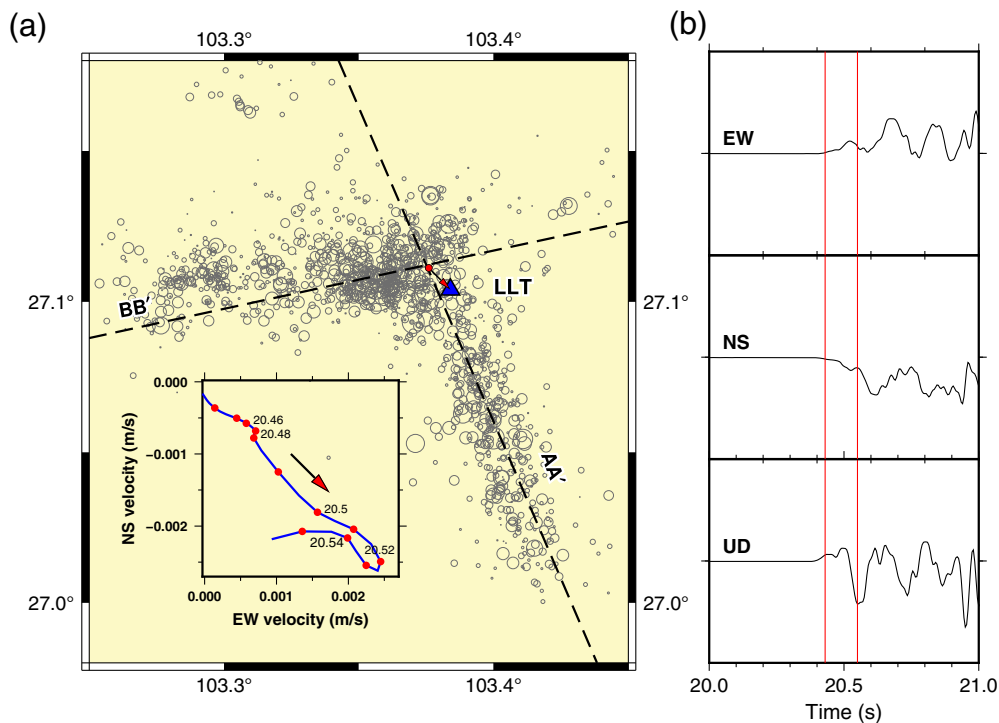 (a)
103.3° 103.4°
27.1°
27.0°
BB′
LLT
AA′
0.000
−0.001
−0.002
NS velocity (m/s)
20.46
20.48
20.5
20.52
20.54
0.000 0.001 0.002
EW velocity (m/s)
103.3° 103.4°
(b)
EW
27.1°
NS
UD
27.0°
20.0 20.5 21.0
Time (s)